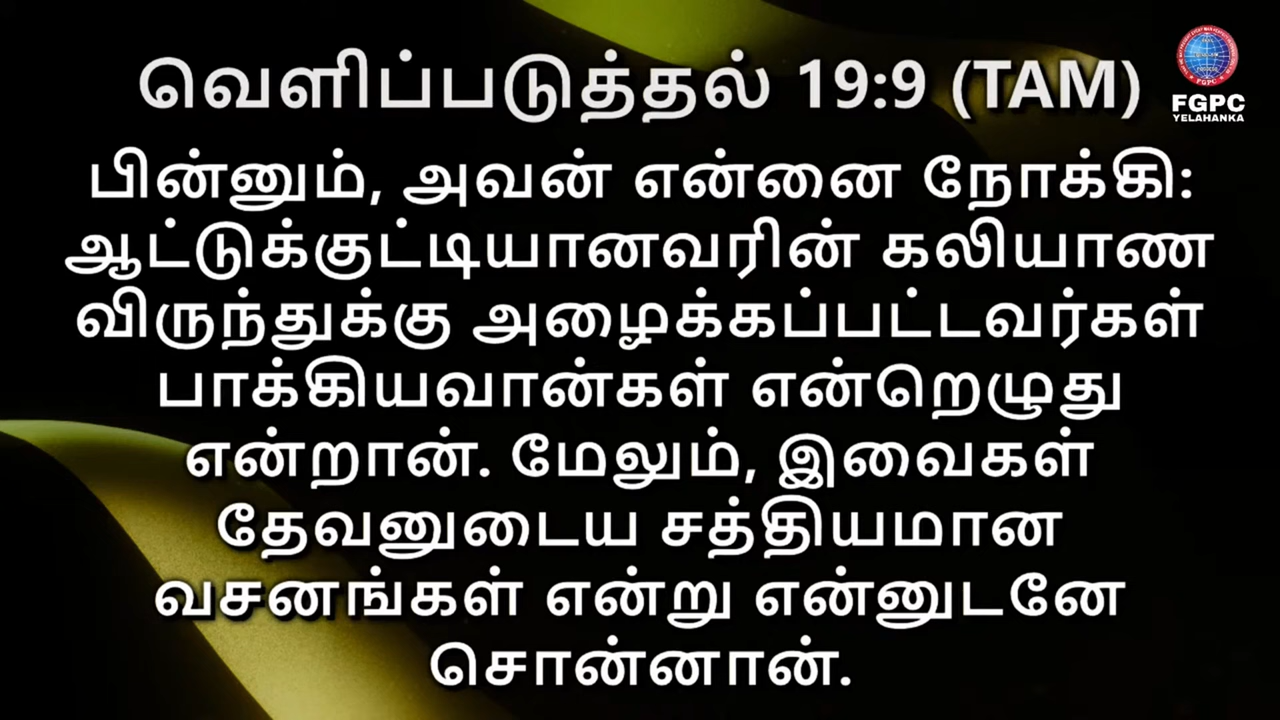 வெளிப்படுத்தல் 19:9 (TAM)
FGPC
YELAHANKA
பின்னும், அவன் என்னை நோக்கி:
ஆட்டுக்குட்டியானவரின் கலியாண
விருந்துக்கு அழைக்கப்பட்டவர்கள்
பாக்கியவான்கள் என்றெழுது
என்றான். மேலும், இவைகள்
தேவனுடைய சத்தியமான
வசனங்கள் என்று என்னுடனே
சொன்னான்.